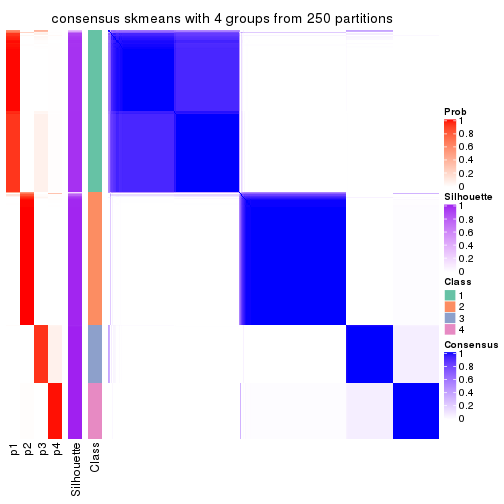 consensus skmeans with 4 groups from 250 partitions
Prob
1
0.8
0.6
0.4
0.2
0
Silhouette
1
0.8
0.6
0.4
0.2
0
Class
1
2
3
4
Consensus
1
0.8
0.6
0.4
0.2
0
p1
p2
p3
p4
Silhouette
Class